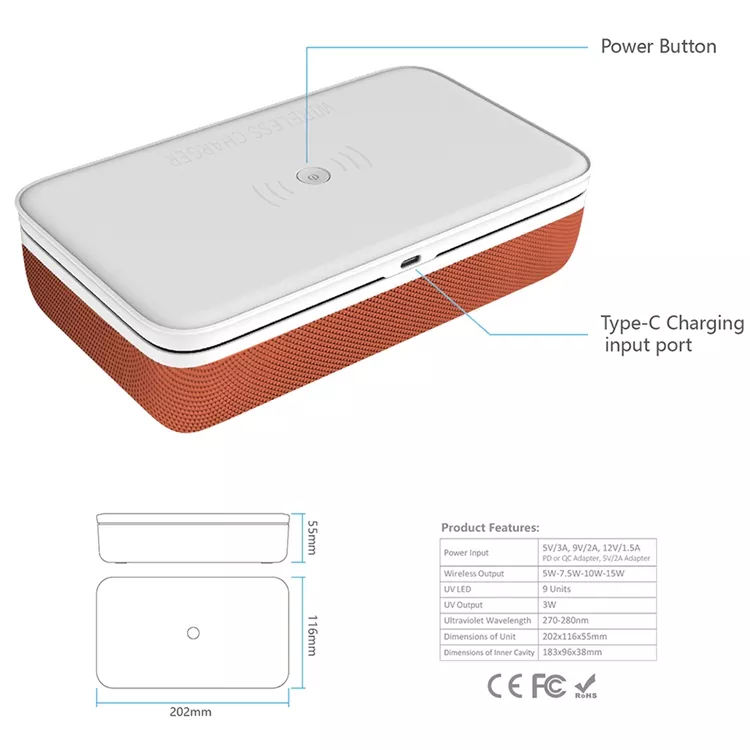 Power Button
WIRELESS CHARGER
Type-C Charging
input port
55mm
116mm
202mm
Product Features:
Power Input 5V/3A, 9V/2A, 12V/1.5A
PD or QC Adapter, 5V/2A Adapter
Wireless Output 5W-7.5W-10W-15W
UV LED 9 Units
UV Output 3W
Ultraviolet Wavelength 270-280nm
Dimensions of Unit 202x116x55mm
Dimensions of Inner Cavity 183x96x38mm
CE FC RoHS